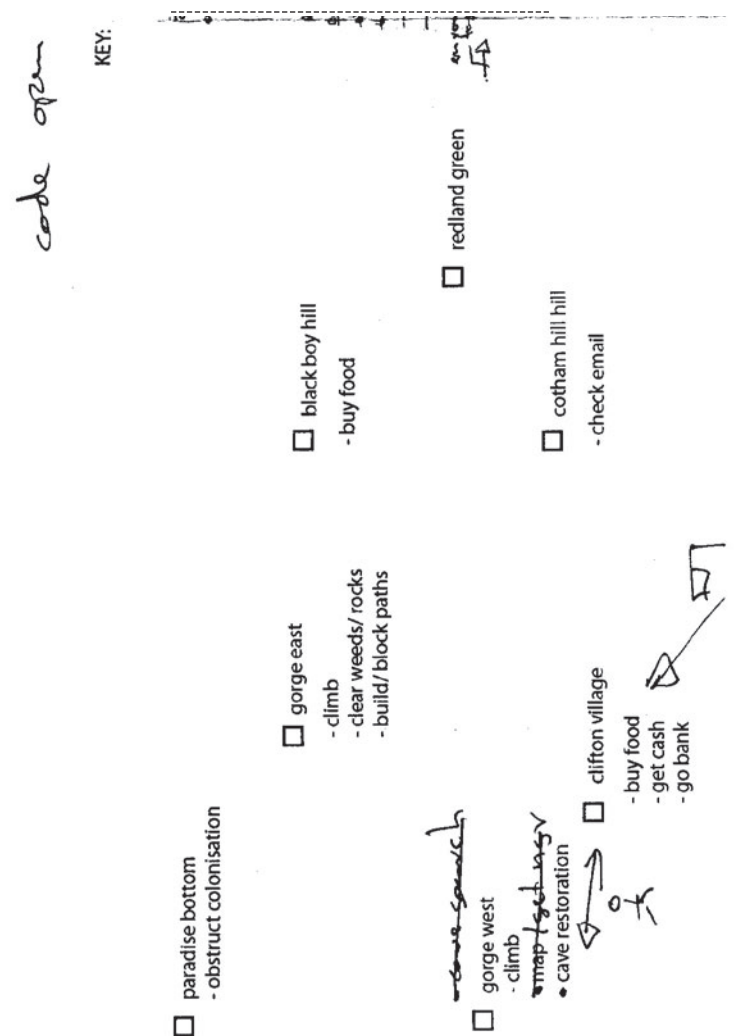 code open
KEY:
paradise bottom
- obstruct colonisation
gorge east
- climb
- clear weeds/ rocks
- build/ block paths
black boy hill
- buy food
redland green
gorge west
- climb
• cave restoration
clifton village
- buy food
- get cash
- go bank
cotham hill hill
- check email